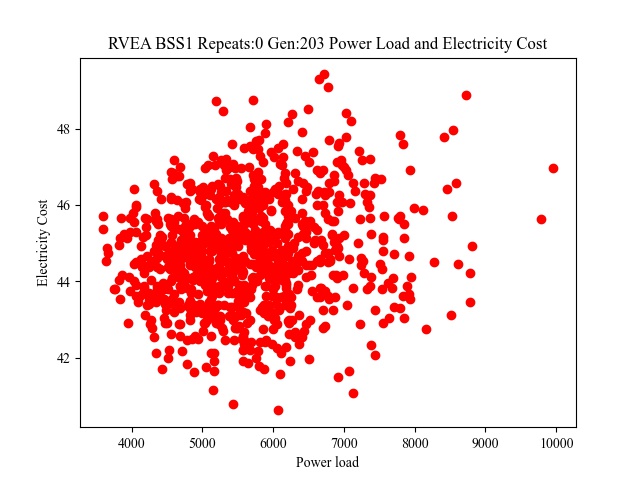 RVEA BSS1 Repeats:0 Gen:203 Power Load and Electricity Cost
48
46
44
42
Electricity Cost
4000 5000 6000 7000 8000 9000 10000
Power load